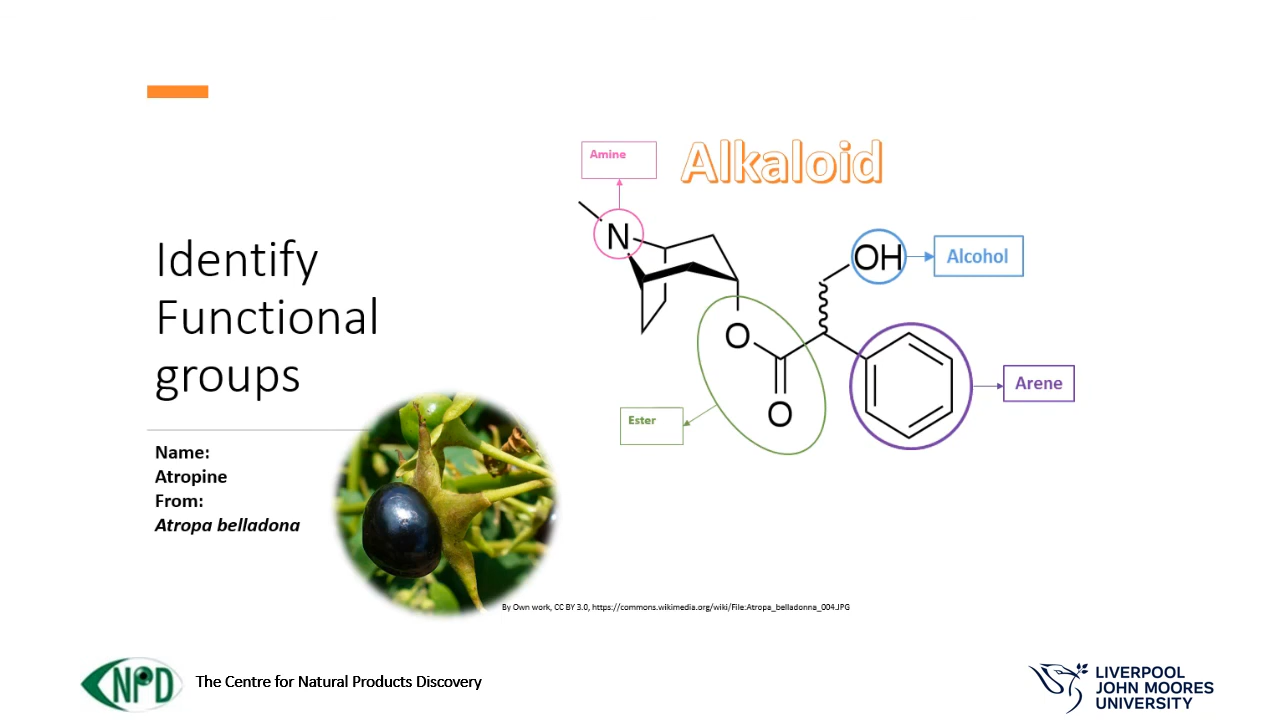 Amine
Alkaloid
N
OH
Alcohol
Identify
Functional
groups
O
Arene
O
Ester
Name:
Atropine
From:
Atropa belladona
By Own work, CC BY 3.0, https://commons.wikimedia.org/wiki/File:Atropa_belladonna_004.JPG
NPD
The Centre for Natural Products Discovery
LIVERPOOL
JOHN MOORES
UNIVERSITY